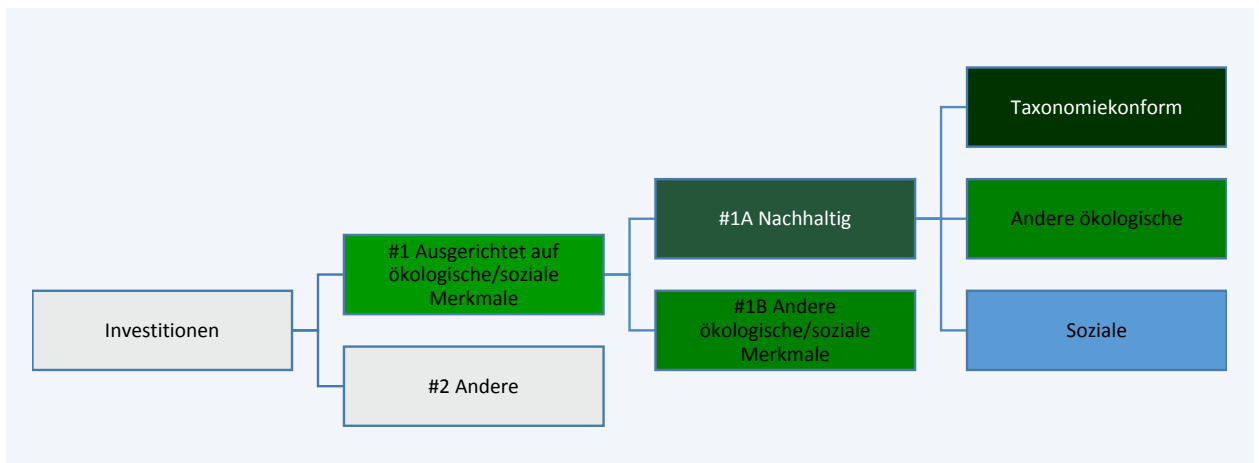 Investitionen
#1 Ausgerichtet auf
ökologische/soziale
Merkmale
#2 Andere
#1A Nachhaltig
#1B Andere
ökologische/soziale
Merkmale
Taxonomiekonform
Andere ökologische
Soziale